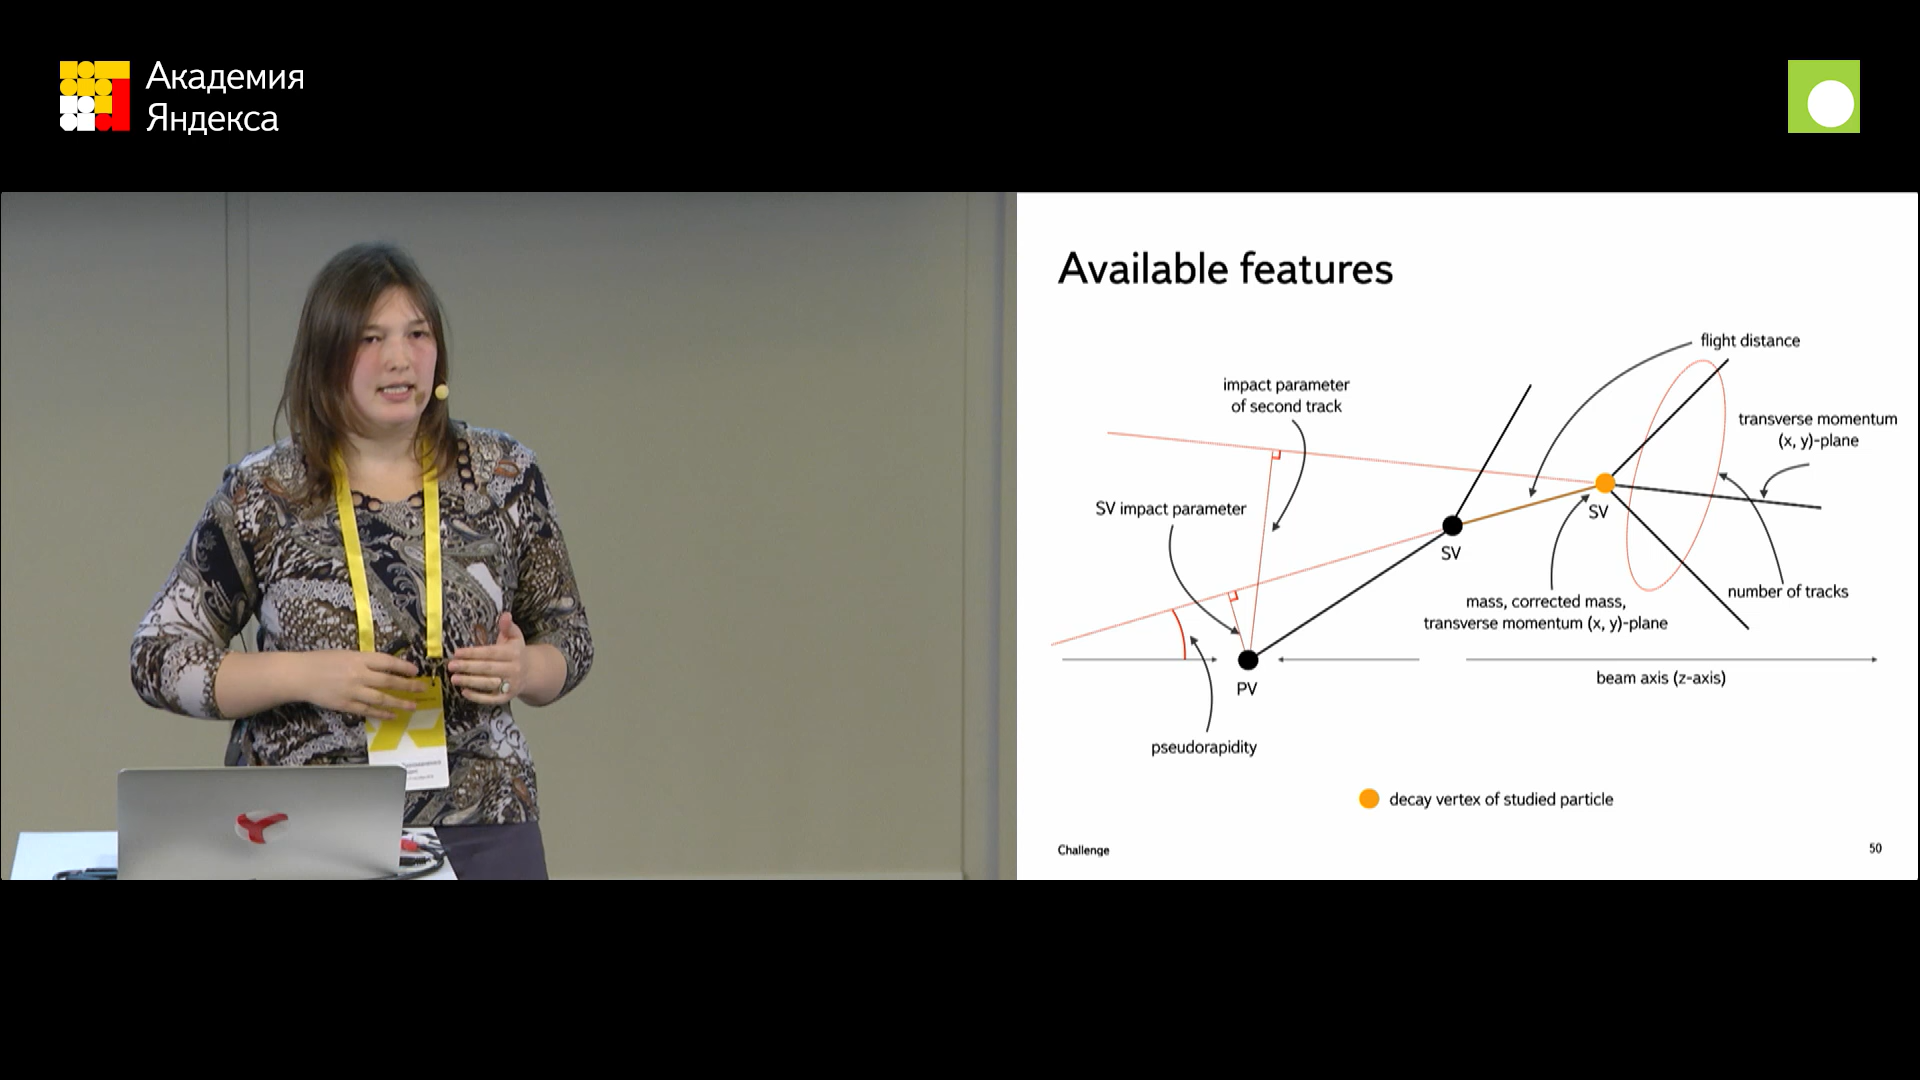 Академия
Яндекса
Available features
flight distance
impact parameter
of second track
transverse momentum
(x, y)-plane
SV impact parameter
SV
SV
number of tracks
mass, corrected mass,
transverse momentum (x, y)-plane
beam axis (z-axis)
PV
pseudorapidity
decay vertex of studied particle
Challenge
50